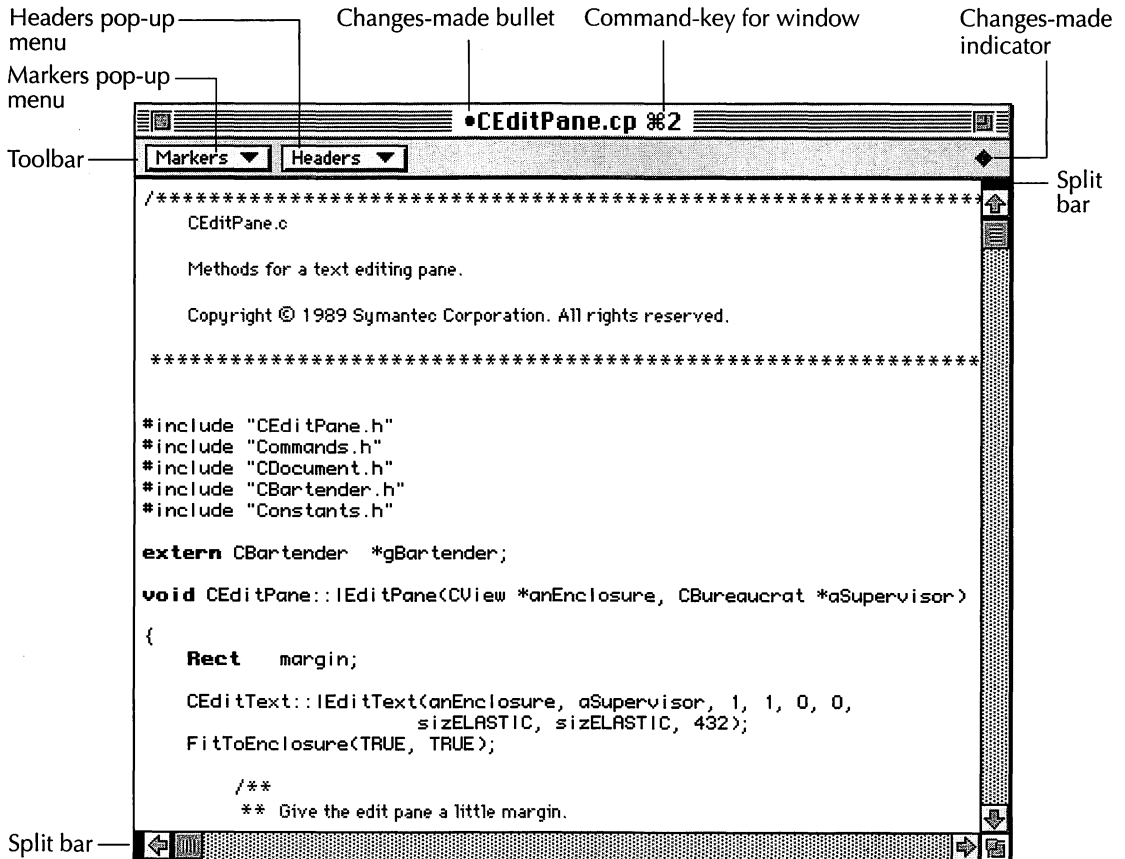 Headers pop-up
menu
Changes-made bullet
Command-key for window
Changes-made
indicator
Markers pop-up
menu
•CEditPane.cp ⌘2
Toolbar
Markers ▼
Headers ▼
Split
bar
/***************************************************************
CEditPane.c
Methods for a text editing pane.
Copyright © 1989 Symantec Corporation. All rights reserved.
***************************************************************
#include "CEditPane.h"
#include "Commands.h"
#include "CDocument.h"
#include "CBartender.h"
#include "Constants.h"
extern CBartender *gBartender;
void CEditPane::IEditPane(CView *anEnclosure, CBureaucrat *aSupervisor)
{
Rect margin;
CEditText::IEditText(anEnclosure, aSupervisor, 1, 1, 0, 0,
sizELASTIC, sizELASTIC, 432);
FitToEnclosure(TRUE, TRUE);
/**
** Give the edit pane a little margin.
Split bar